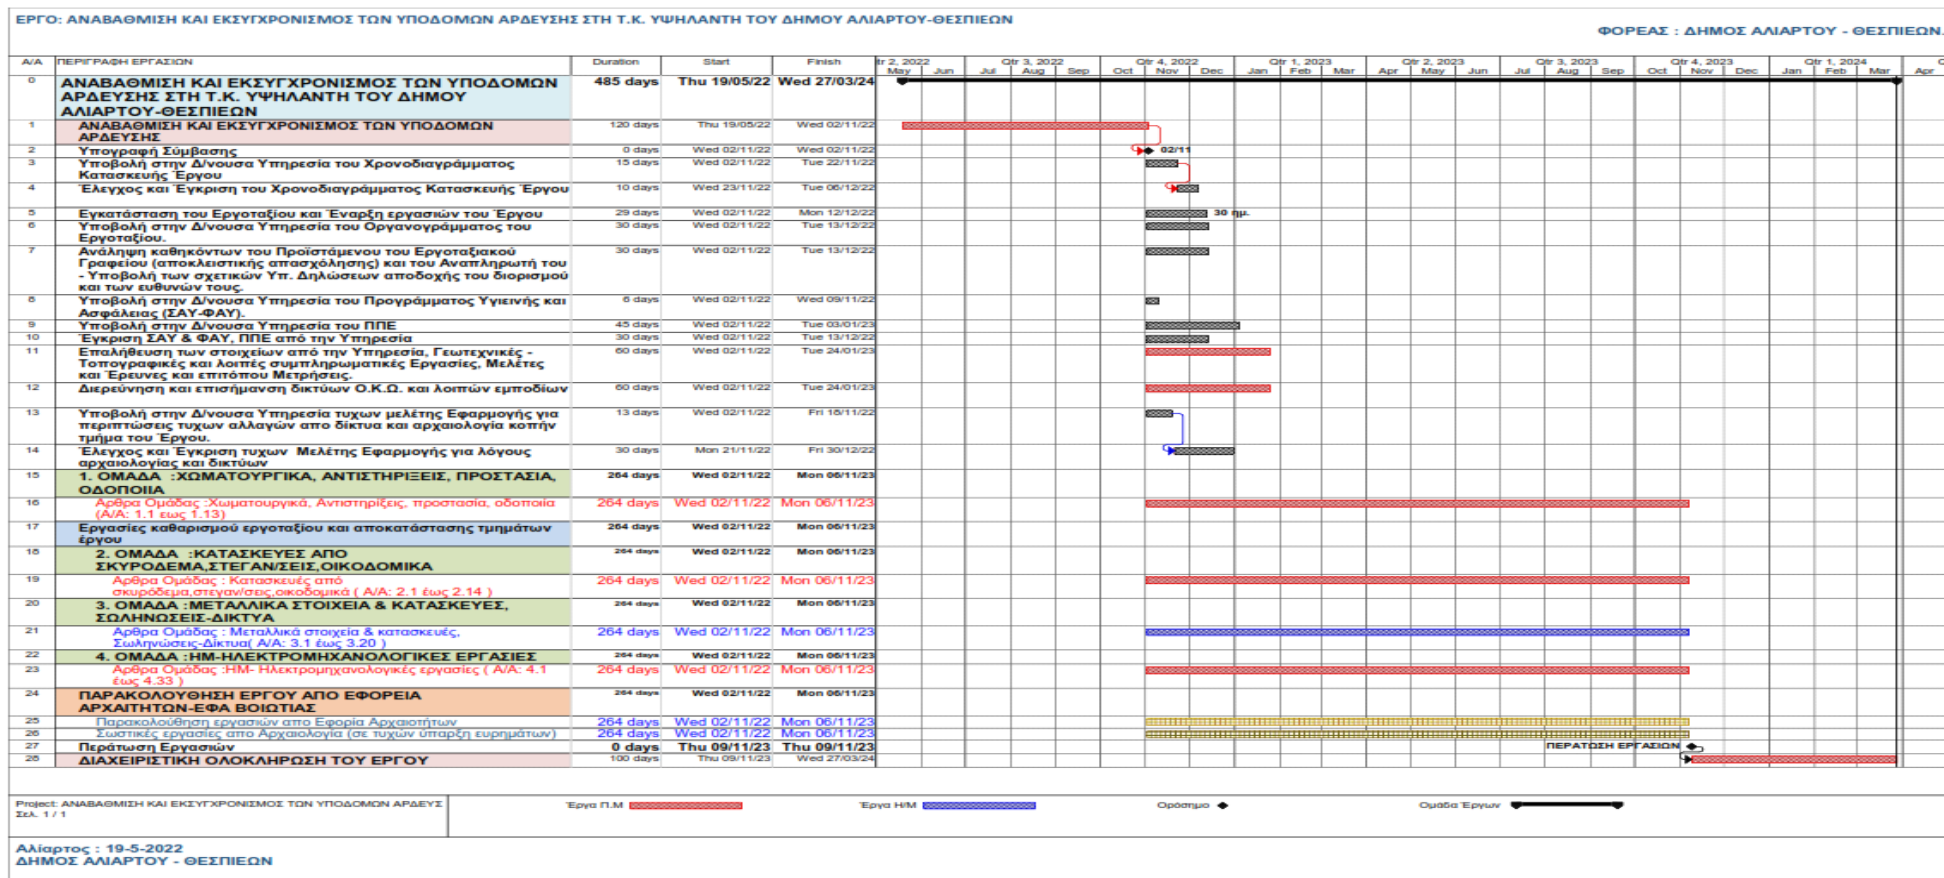 ΕΡΓΟ: ΑΝΑΒΑΘΜΙΣΗ ΚΑΙ ΕΚΣΥΓΧΡΟΝΙΣΜΟΣ ΤΩΝ ΥΠΟΔΟΜΩΝ ΑΡΔΕΥΣΗΣ ΣΤΗ Τ.Κ. ΥΨΗΛΑΝΤΗ ΤΟΥ ΔΗΜΟΥ ΑΛΙΑΡΤΟΥ-ΘΕΣΠΙΕΩΝ
ΦΟΡΕΑΣ : ΔΗΜΟΣ ΑΛΙΑΡΤΟΥ - ΘΕΣΠΙΕΩΝ.
Α/Α ΠΕΡΙΓΡΑΦΗ ΕΡΓΑΣΙΩΝ Duration Start Finish tr 2, 2022 Qtr 3, 2022 Qtr 4, 2022 Qtr 1, 2023 Qtr 2, 2023 Qtr 3, 2023 Qtr 4, 2023 Qtr 1, 2024 Q
May Jun Jul Aug Sep Oct Nov Dec Jan Feb Mar Apr May Jun Jul Aug Sep Oct Nov Dec Jan Feb Mar Apr
0 ΑΝΑΒΑΘΜΙΣΗ ΚΑΙ ΕΚΣΥΓΧΡΟΝΙΣΜΟΣ ΤΩΝ ΥΠΟΔΟΜΩΝ 485 days Thu 19/05/22 Wed 27/03/24
ΑΡΔΕΥΣΗΣ ΣΤΗ Τ.Κ. ΥΨΗΛΑΝΤΗ ΤΟΥ ΔΗΜΟΥ
ΑΛΙΑΡΤΟΥ-ΘΕΣΠΙΕΩΝ
1 ΑΝΑΒΑΘΜΙΣΗ ΚΑΙ ΕΚΣΥΓΧΡΟΝΙΣΜΟΣ ΤΩΝ ΥΠΟΔΟΜΩΝ 120 days Thu 19/05/22 Wed 02/11/22
ΑΡΔΕΥΣΗΣ
2 Υπογραφή Σύμβασης 0 days Wed 02/11/22 Wed 02/11/22 02/11
3 Υποβολή στην Δ/νουσα Υπηρεσία του Χρονοδιαγράμματος 15 days Wed 02/11/22 Tue 22/11/22
Κατασκευής Έργου
4 Έλεγχος και Έγκριση του Χρονοδιαγράμματος Κατασκευής Έργου 10 days Wed 23/11/22 Tue 06/12/22
5 Εγκατάσταση του Εργοταξίου και Έναρξη εργασιών του Έργου 29 days Wed 02/11/22 Mon 12/12/22 30 ημ.
6 Υποβολή στην Δ/νουσα Υπηρεσία του Οργανογράμματος του 30 days Wed 02/11/22 Tue 13/12/22
Εργοταξίου.
7 Ανάληψη καθηκόντων του Προϊστάμενου του Εργοταξιακού 30 days Wed 02/11/22 Tue 13/12/22
Γραφείου (αποκλειστικής απασχόλησης) και του Αναπληρωτή του
- Υποβολή των σχετικών Υπ. Δηλώσεων αποδοχής του διορισμού
και των ευθυνών τους.
8 Υποβολή στην Δ/νουσα Υπηρεσία του Προγράμματος Υγιεινής και 6 days Wed 02/11/22 Wed 09/11/22
Ασφάλειας (ΣΑΥ-ΦΑΥ).
9 Υποβολή στην Δ/νουσα Υπηρεσία του ΠΠΕ 45 days Wed 02/11/22 Tue 03/01/23
10 Έγκριση ΣΑΥ & ΦΑΥ, ΠΠΕ από την Υπηρεσία 30 days Wed 02/11/22 Tue 13/12/22
11 Επαλήθευση των στοιχείων από την Υπηρεσία, Γεωτεχνικές - 60 days Wed 02/11/22 Tue 24/01/23
Τοπογραφικές και λοιπές συμπληρωματικές Εργασίες, Μελέτες
και Έρευνες και επιτόπου Μετρήσεις.
12 Διερεύνηση και επισήμανση δικτύων Ο.Κ.Ω. και λοιπών εμποδίων 60 days Wed 02/11/22 Tue 24/01/23
13 Υποβολή στην Δ/νουσα Υπηρεσία τυχων μελέτης Εφαρμογής για 13 days Wed 02/11/22 Fri 18/11/22
περιπτώσεις τυχων αλλαγών απο δίκτυα και αρχαιολογία κοπήν
τμήμα του Έργου.
14 Έλεγχος και Έγκριση τυχων Μελέτης Εφαρμογής για λόγους 30 days Mon 21/11/22 Fri 30/12/22
αρχαιολογίας και δικτύων
15 1. ΟΜΑΔΑ :ΧΩΜΑΤΟΥΡΓΙΚΑ, ΑΝΤΙΣΤΗΡΙΞΕΙΣ, ΠΡΟΣΤΑΣΙΑ, 264 days Wed 02/11/22 Mon 06/11/23
ΟΔΟΠΟΙΙΑ
16 Αρθρα Ομάδας :Χωματουργικά, Αντιστηρίξεις, προστασία, οδοποιία 264 days Wed 02/11/22 Mon 06/11/23
(Α/Α: 1.1 εως 1.13)
17 Εργασίες καθαρισμού εργοταξίου και αποκατάστασης τμημάτων 264 days Wed 02/11/22 Mon 06/11/23
έργου
18 2. ΟΜΑΔΑ :ΚΑΤΑΣΚΕΥΕΣ ΑΠΟ 264 days Wed 02/11/22 Mon 06/11/23
ΣΚΥΡΟΔΕΜΑ,ΣΤΕΓΑΝ/ΣΕΙΣ,ΟΙΚΟΔΟΜΙΚΑ
19 Αρθρα Ομάδας : Κατασκευές από 264 days Wed 02/11/22 Mon 06/11/23
σκυρόδεμα,στεγαν/σεις,οικοδομικά ( Α/Α: 2.1 έως 2.14 )
20 3. ΟΜΑΔΑ :ΜΕΤΑΛΛΙΚΑ ΣΤΟΙΧΕΙΑ & ΚΑΤΑΣΚΕΥΕΣ, 264 days Wed 02/11/22 Mon 06/11/23
ΣΩΛΗΝΩΣΕΙΣ-ΔΙΚΤΥΑ
21 Αρθρα Ομάδας : Μεταλλικά στοιχεία & κατασκευές, 264 days Wed 02/11/22 Mon 06/11/23
Σωληνώσεις-Δίκτυα( Α/Α: 3.1 έως 3.20 )
22 4. ΟΜΑΔΑ :ΗΜ-ΗΛΕΚΤΡΟΜΗΧΑΝΟΛΟΓΙΚΕΣ ΕΡΓΑΣΙΕΣ 264 days Wed 02/11/22 Mon 06/11/23
23 Αρθρα Ομάδας :ΗΜ- Ηλεκτρομηχανολογικές εργασίες ( Α/Α: 4.1 264 days Wed 02/11/22 Mon 06/11/23
έως 4.33 )
24 ΠΑΡΑΚΟΛΟΥΘΗΣΗ ΕΡΓΟΥ ΑΠΟ ΕΦΟΡΕΙΑ 264 days Wed 02/11/22 Mon 06/11/23
ΑΡΧΑΙΤΗΤΩΝ-ΕΦΑ ΒΟΙΩΤΙΑΣ
25 Παρακολούθηση εργασιών απο Εφορία Αρχαιοτήτων 264 days Wed 02/11/22 Mon 06/11/23
26 Σωστικές εργασίες απο Αρχαιολογία (σε τυχών ύπαρξη ευρημάτων) 264 days Wed 02/11/22 Mon 06/11/23
27 Περάτωση Εργασιών 0 days Thu 09/11/23 Thu 09/11/23 ΠΕΡΑΤΩΣΗ ΕΡΓΑΣΙΩΝ
28 ΔΙΑΧΕΙΡΙΣΤΙΚΗ ΟΛΟΚΛΗΡΩΣΗ ΤΟΥ ΕΡΓΟΥ 100 days Thu 09/11/23 Wed 27/03/24
Project: ΑΝΑΒΑΘΜΙΣΗ ΚΑΙ ΕΚΣΥΓΧΡΟΝΙΣΜΟΣ ΤΩΝ ΥΠΟΔΟΜΩΝ ΑΡΔΕΥΣ Έργα Π.Μ Έργα Η/Μ Ορόσημο Ομάδα Έργων
Σελ. 1 / 1
Αλίαρτος : 19-5-2022
ΔΗΜΟΣ ΑΛΙΑΡΤΟΥ - ΘΕΣΠΙΕΩΝ